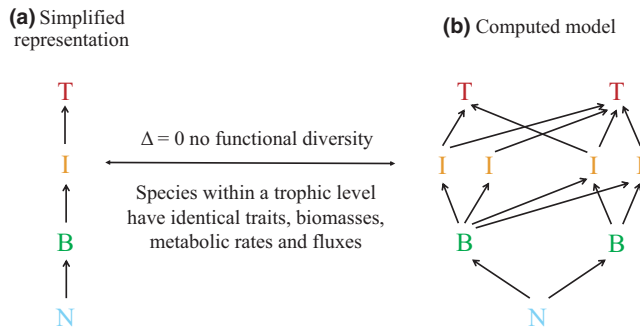 (a) Simplified
representation
(b) Computed model
T
I
B
N
Δ = 0 no functional diversity
Species within a trophic level
have identical traits, biomasses,
metabolic rates and fluxes
T T
I I I I
B B
N